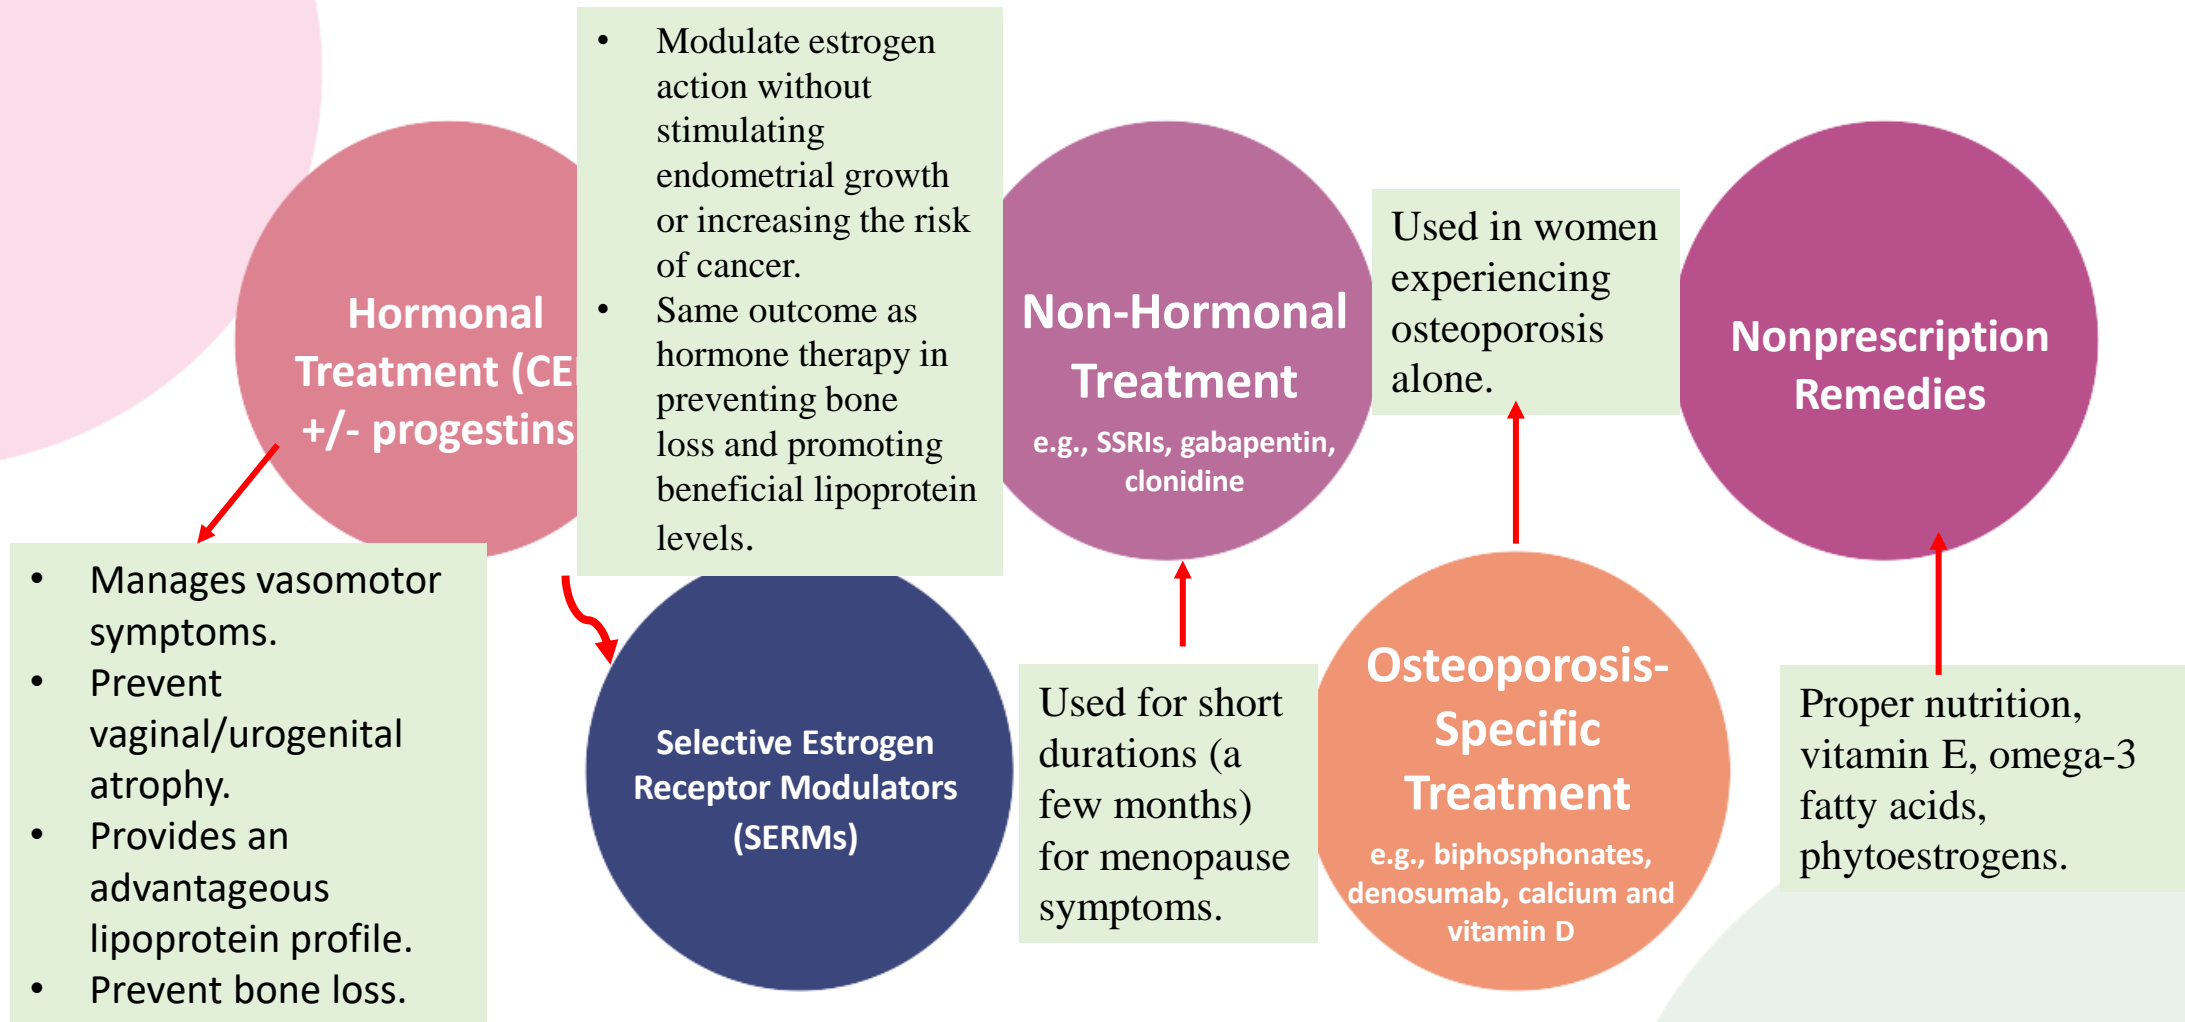 • Modulate estrogen
action without
stimulating
endometrial growth
or increasing the risk
of cancer.
• Same outcome as
hormone therapy in
preventing bone
loss and promoting
beneficial lipoprotein
levels.
Hormonal
Treatment (CE
+/- progestins
• Manages vasomotor
symptoms.
• Prevent
vaginal/urogenital
atrophy.
• Provides an
advantageous
lipoprotein profile.
• Prevent bone loss.
Selective Estrogen
Receptor Modulators
(SERMs)
Non-Hormonal
Treatment
e.g., SSRIs, gabapentin,
clonidine
Used for short
durations (a
few months)
for menopause
symptoms.
Used in women
experiencing
osteoporosis
alone.
Osteoporosis-
Specific
Treatment
e.g., biphosphonates,
denosumab, calcium and
vitamin D
Nonprescription
Remedies
Proper nutrition,
vitamin E, omega-3
fatty acids,
phytoestrogens.